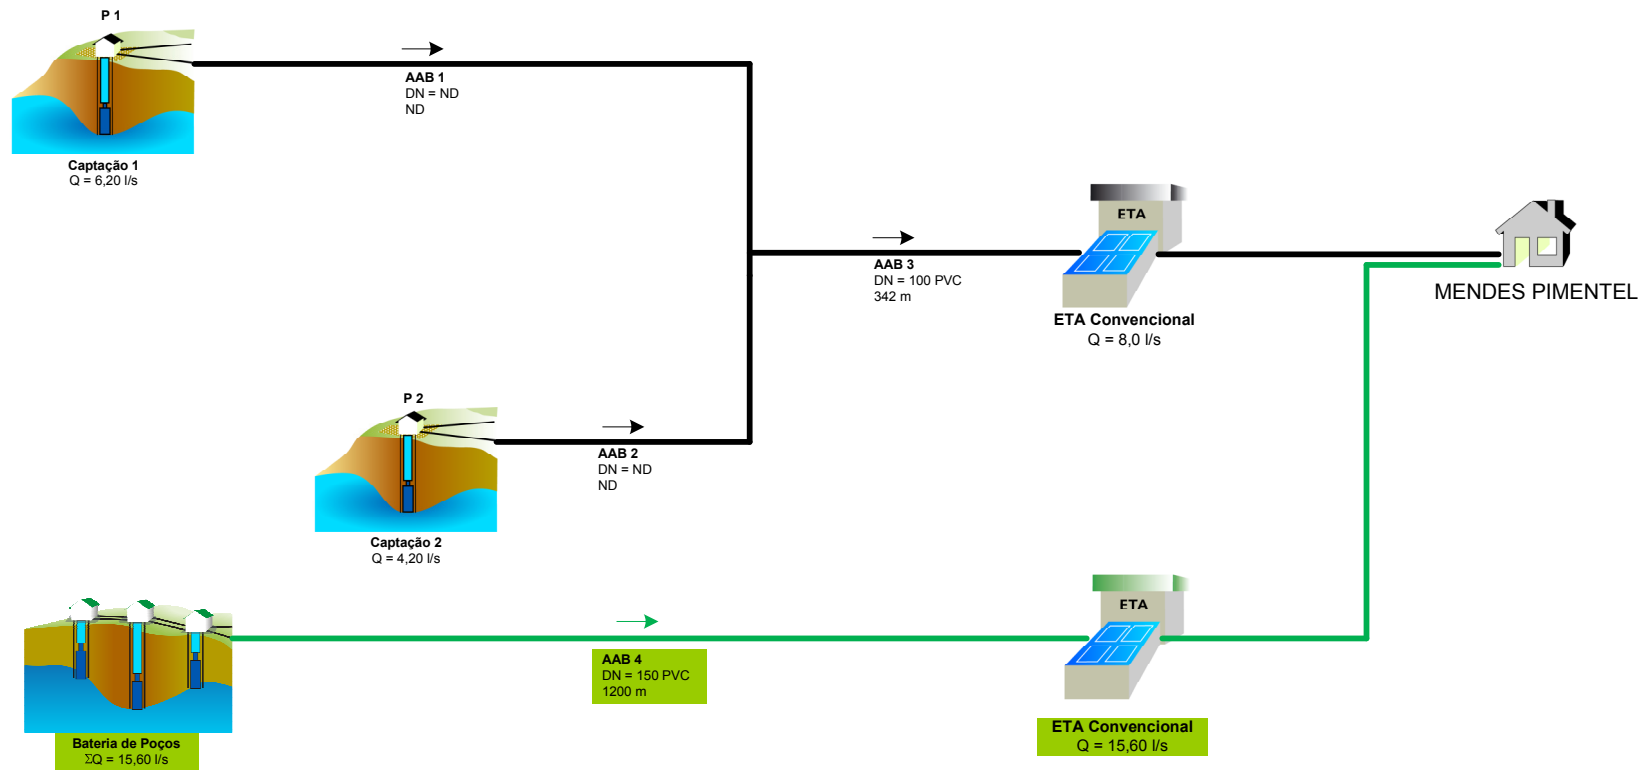 P 1
AAB 1
DN = ND
ND
Captação 1
Q = 6,20 l/s
ETA
AAB 3
DN = 100 PVC
342 m
MENDES PIMENTEL
ETA Convencional
Q = 8,0 l/s
P 2
AAB 2
DN = ND
ND
Captação 2
Q = 4,20 l/s
ETA
AAB 4
DN = 150 PVC
1200 m
ETA Convencional
Q = 15,60 l/s
Bateria de Poços
ΣQ = 15,60 l/s